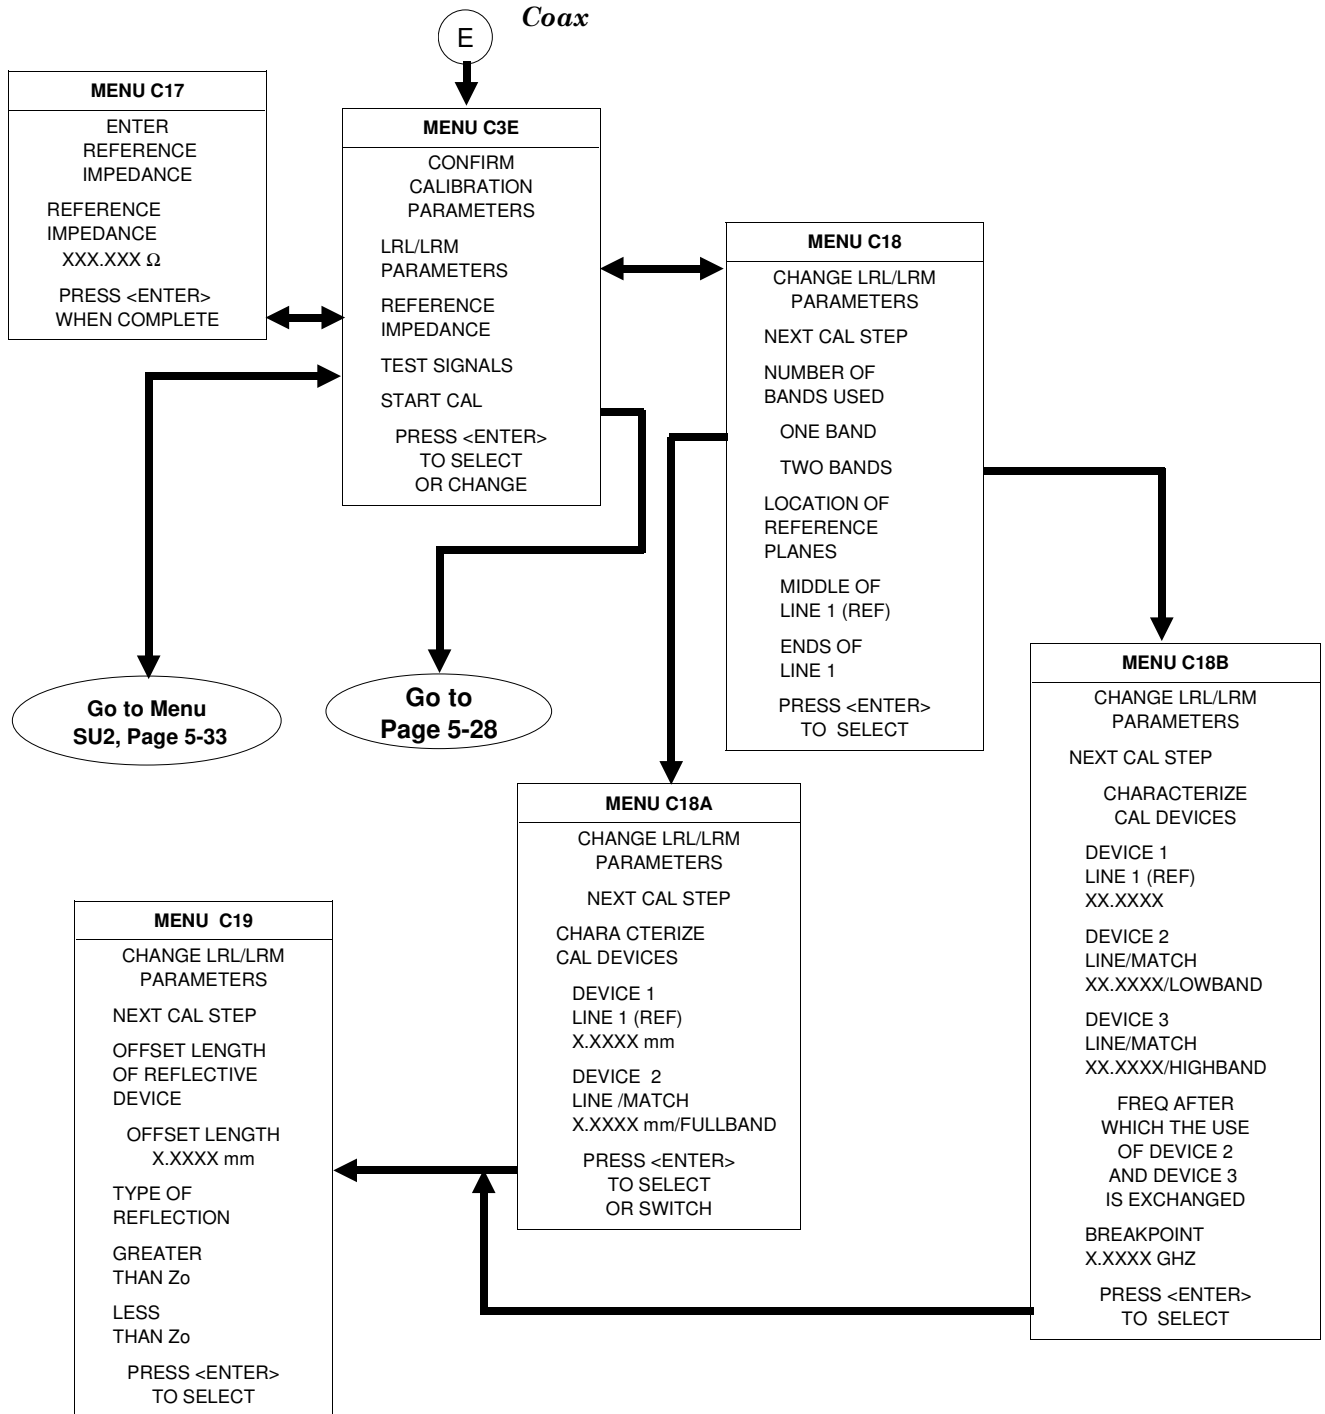 Coax
E
MENU C17
ENTER
REFERENCE
IMPEDANCE
REFERENCE
IMPEDANCE
XXX.XXX Ω
PRESS <ENTER>
WHEN COMPLETE
MENU C3E
CONFIRM
CALIBRATION
PARAMETERS
LRL/LRM
PARAMETERS
REFERENCE
IMPEDANCE
TEST SIGNALS
START CAL
PRESS <ENTER>
TO SELECT
OR CHANGE
MENU C18
CHANGE LRL/LRM
PARAMETERS
NEXT CAL STEP
NUMBER OF
BANDS USED
ONE BAND
TWO BANDS
LOCATION OF
REFERENCE
PLANES
MIDDLE OF
LINE 1 (REF)
ENDS OF
LINE 1
PRESS <ENTER>
TO SELECT
Go to Menu
SU2, Page 5-33
Go to
Page 5-28
MENU C18B
CHANGE LRL/LRM
PARAMETERS
NEXT CAL STEP
CHARACTERIZE
CAL DEVICES
DEVICE 1
LINE 1 (REF)
XX.XXXX
DEVICE 2
LINE/MATCH
XX.XXXX/LOWBAND
DEVICE 3
LINE/MATCH
XX.XXXX/HIGHBAND
FREQ AFTER
WHICH THE USE
OF DEVICE 2
AND DEVICE 3
IS EXCHANGED
BREAKPOINT
X.XXXX GHZ
PRESS <ENTER>
TO SELECT
MENU C18A
CHANGE LRL/LRM
PARAMETERS
NEXT CAL STEP
CHARA CTERIZE
CAL DEVICES
DEVICE 1
LINE 1 (REF)
X.XXXX mm
DEVICE 2
LINE /MATCH
X.XXXX mm/FULLBAND
PRESS <ENTER>
TO SELECT
OR SWITCH
MENU C19
CHANGE LRL/LRM
PARAMETERS
NEXT CAL STEP
OFFSET LENGTH
OF REFLECTIVE
DEVICE
OFFSET LENGTH
X.XXXX mm
TYPE OF
REFLECTION
GREATER
THAN Zo
LESS
THAN Zo
PRESS <ENTER>
TO SELECT